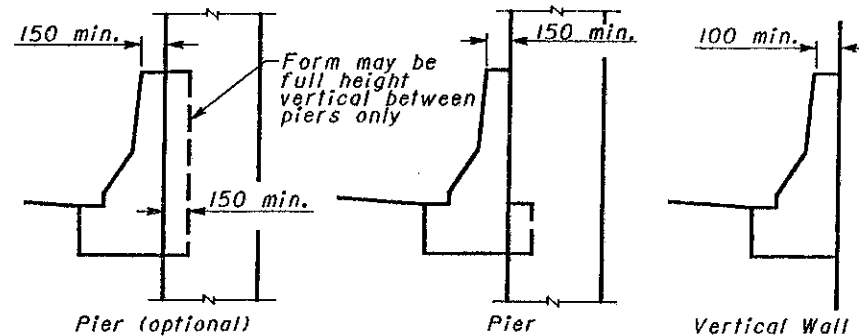 150 min.
150 min.
100 min.
Form may be
full height
vertical between
piers only
150 min.
Pier (optional)
Pier
Vertical Wall